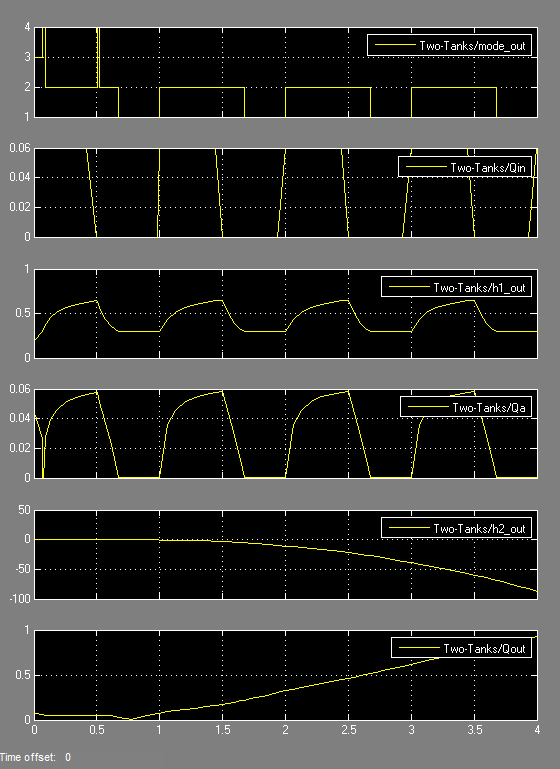 4
Two-Tanks/mode_out
3
2
1
0.06
Two-Tanks/Qin
0.04
0.02
0
1
Two-Tanks/h1_out
0.5
0
0.06
Two-Tanks/Qa
0.04
0.02
0
50
Two-Tanks/h2_out
0
-50
-100
1
Two-Tanks/Qout
0.5
0
0 0.5 1 1.5 2 2.5 3 3.5 4
Time offset: 0